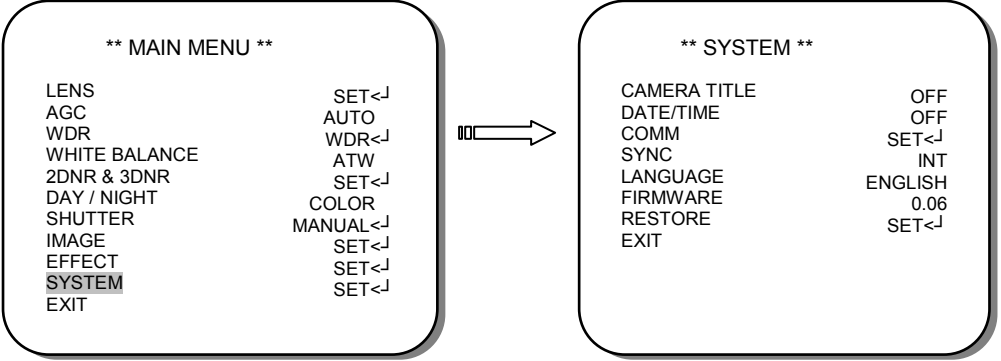 ** MAIN MENU **
LENS SET<┘
AGC AUTO
WDR WDR<┘
WHITE BALANCE ATW
2DNR & 3DNR SET<┘
DAY / NIGHT COLOR
SHUTTER MANUAL<┘
IMAGE SET<┘
EFFECT SET<┘
SYSTEM SET<┘
EXIT
** SYSTEM **
CAMERA TITLE OFF
DATE/TIME OFF
COMM SET<┘
SYNC INT
LANGUAGE ENGLISH
FIRMWARE 0.06
RESTORE SET<┘
EXIT